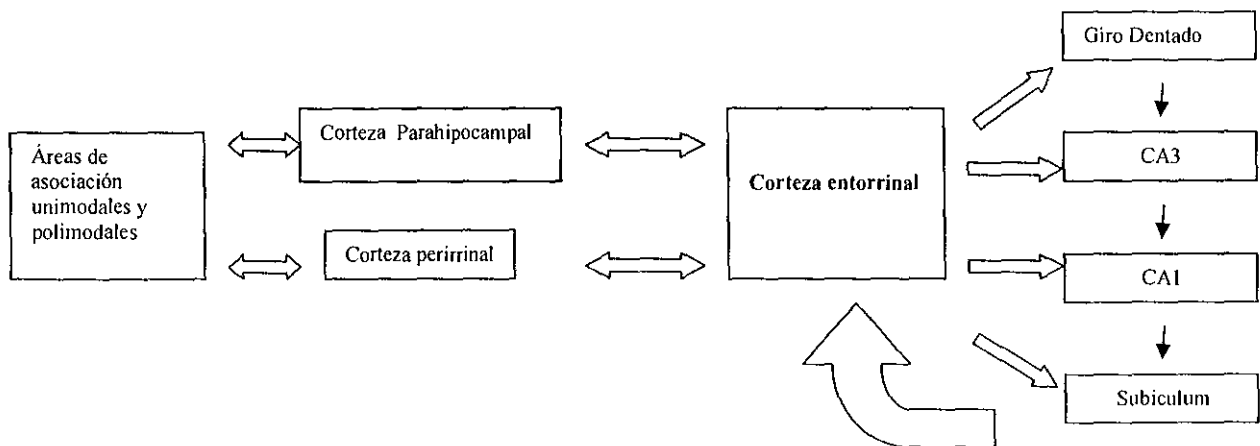 Áreas de
asociación
unimodales y
polimodales
Corteza Parahipocampal
Corteza perirrinal
Corteza entorrinal
Giro Dentado
CA3
CA1
Subiculum